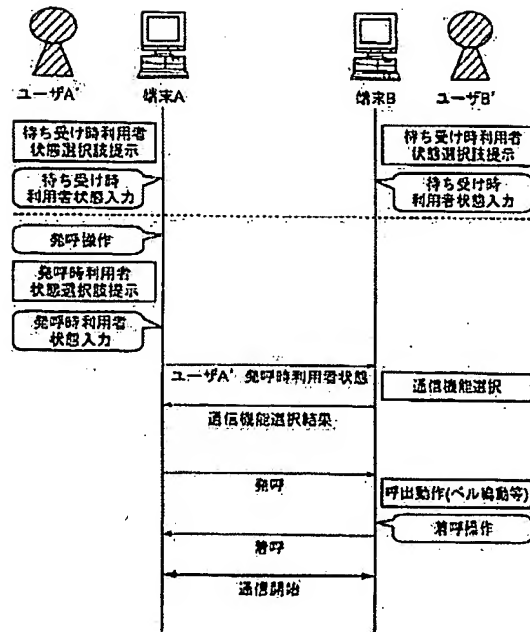 ユーザA'
端末A
端末B
ユーザB'
待ち受け時利用者
状態選択肢提示
待ち受け時利用者
状態選択肢提示
待ち受け時
利用者状態入力
待ち受け時
利用者状態入力
発呼操作
発呼時利用者
状態選択肢提示
発呼時利用者
状態入力
ユーザA' 発呼時利用者状態
通信機能選択
通信機能選択結果
発呼
呼出動作(ベル鳴動等)
着呼操作
着呼
通信開始